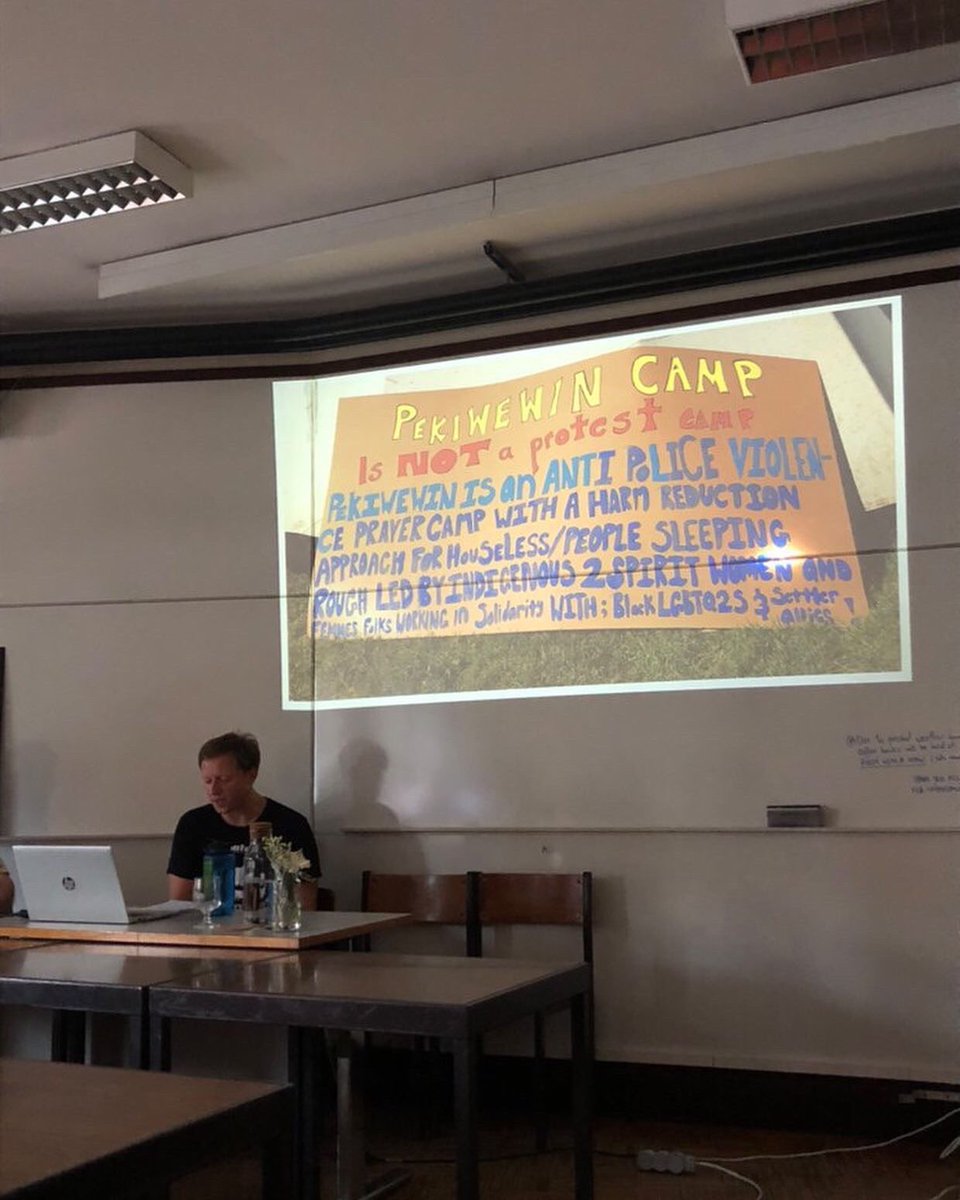 PEKIWEWIN CAMP
Is NOT a protest CAMP
PEKIWEWIN IS an ANTI POLICE VIOLEN-
CE PRAYER CAMP WITH A HARM REDUCTION
APPROACH FOR HOUSELESS/PEOPLE SLEEPING
ROUGH LED BY INDIGENOUS 2 SPIRIT WOMEN AND
FEMMES FOLKS WORKING in Solidarity WITH; Black LGBTQ2S & Settler
allies
hp